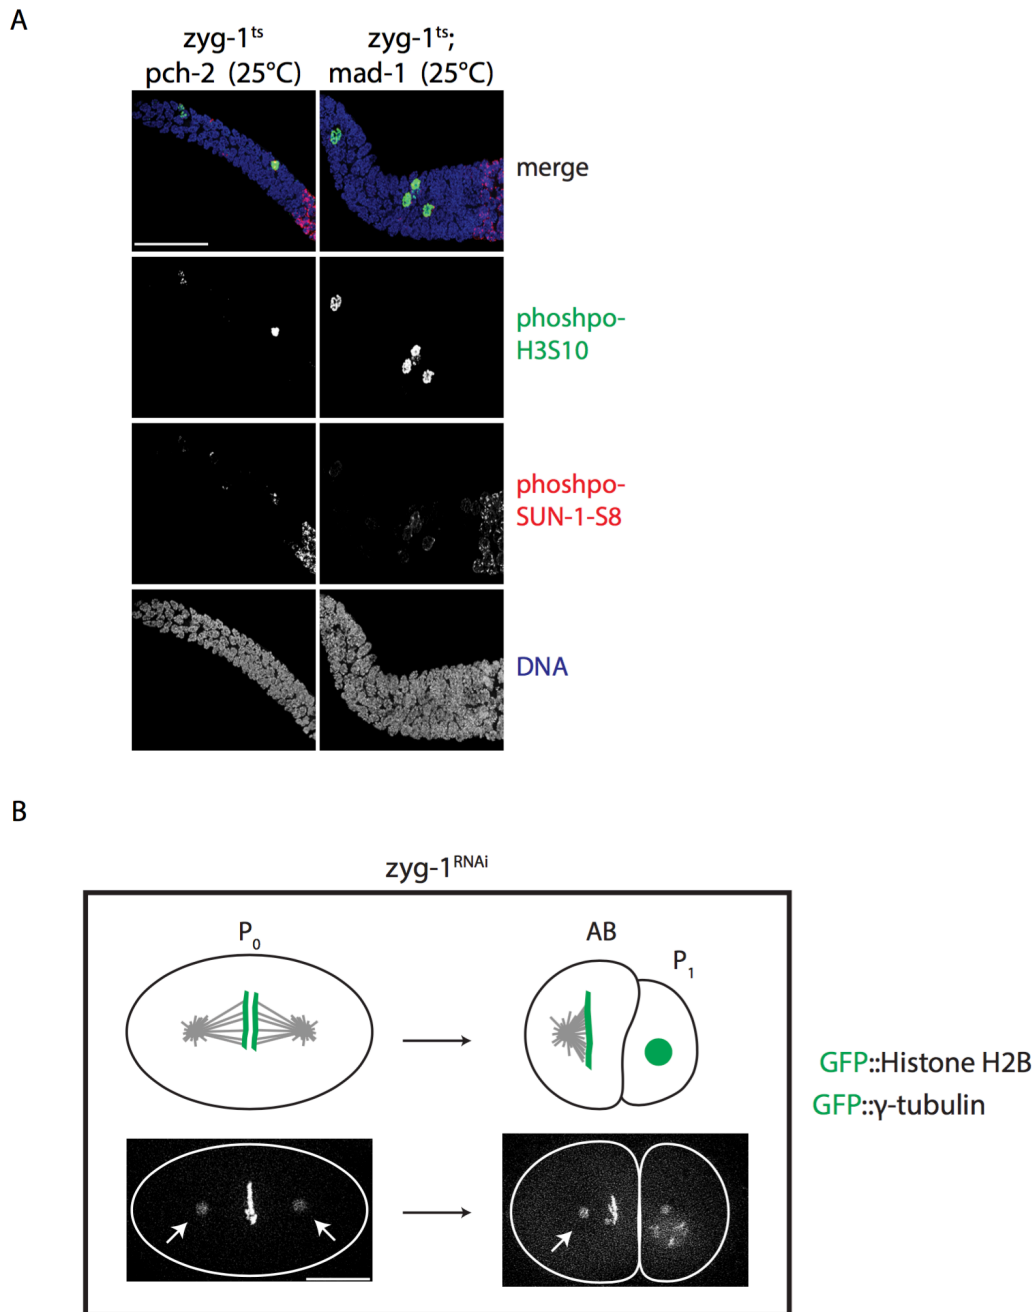 A
zyg-1ts
pch-2 (25°C)
zyg-1ts;
mad-1 (25°C)
merge
phoshpo-
H3S10
phoshpo-
SUN-1-S8
DNA
B
zyg-1RNAi
P0
AB
P1
GFP::Histone H2B
GFP::γ-tubulin